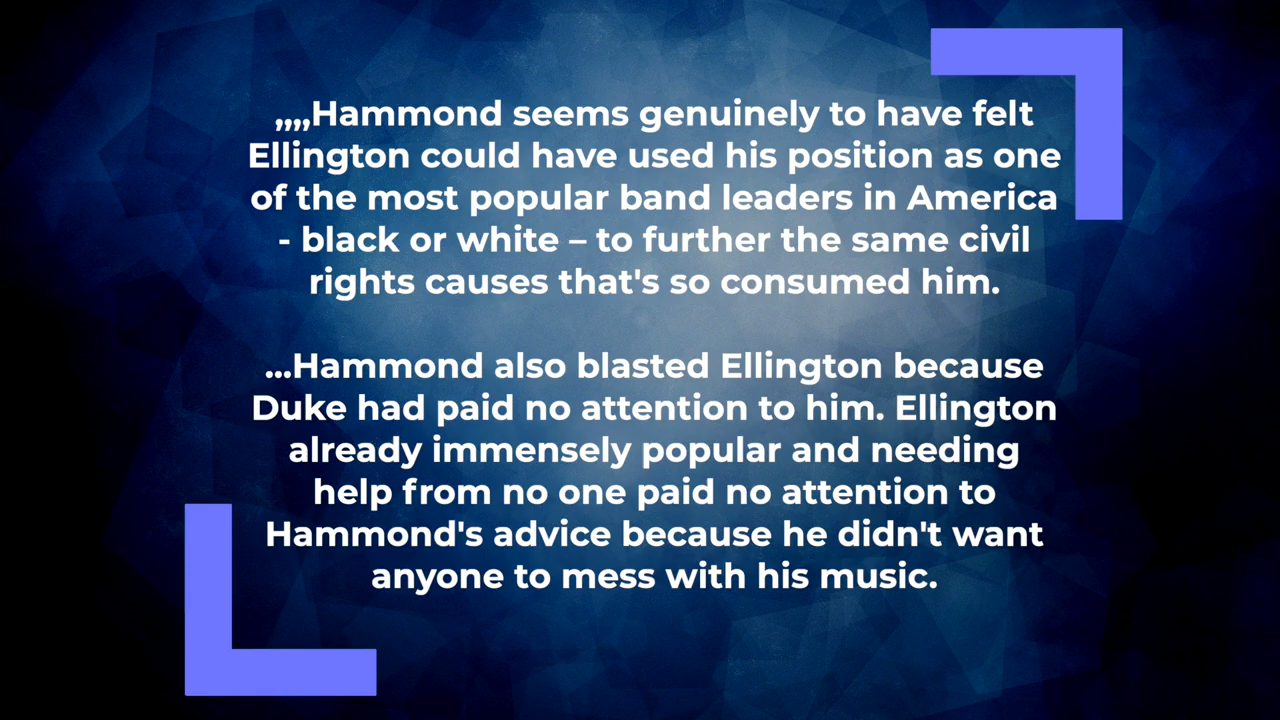 ,,,,Hammond seems genuinely to have felt
Ellington could have used his position as one
of the most popular band leaders in America
- black or white – to further the same civil
rights causes that's so consumed him.
...Hammond also blasted Ellington because
Duke had paid no attention to him. Ellington
already immensely popular and needing
help from no one paid no attention to
Hammond's advice because he didn't want
anyone to mess with his music.